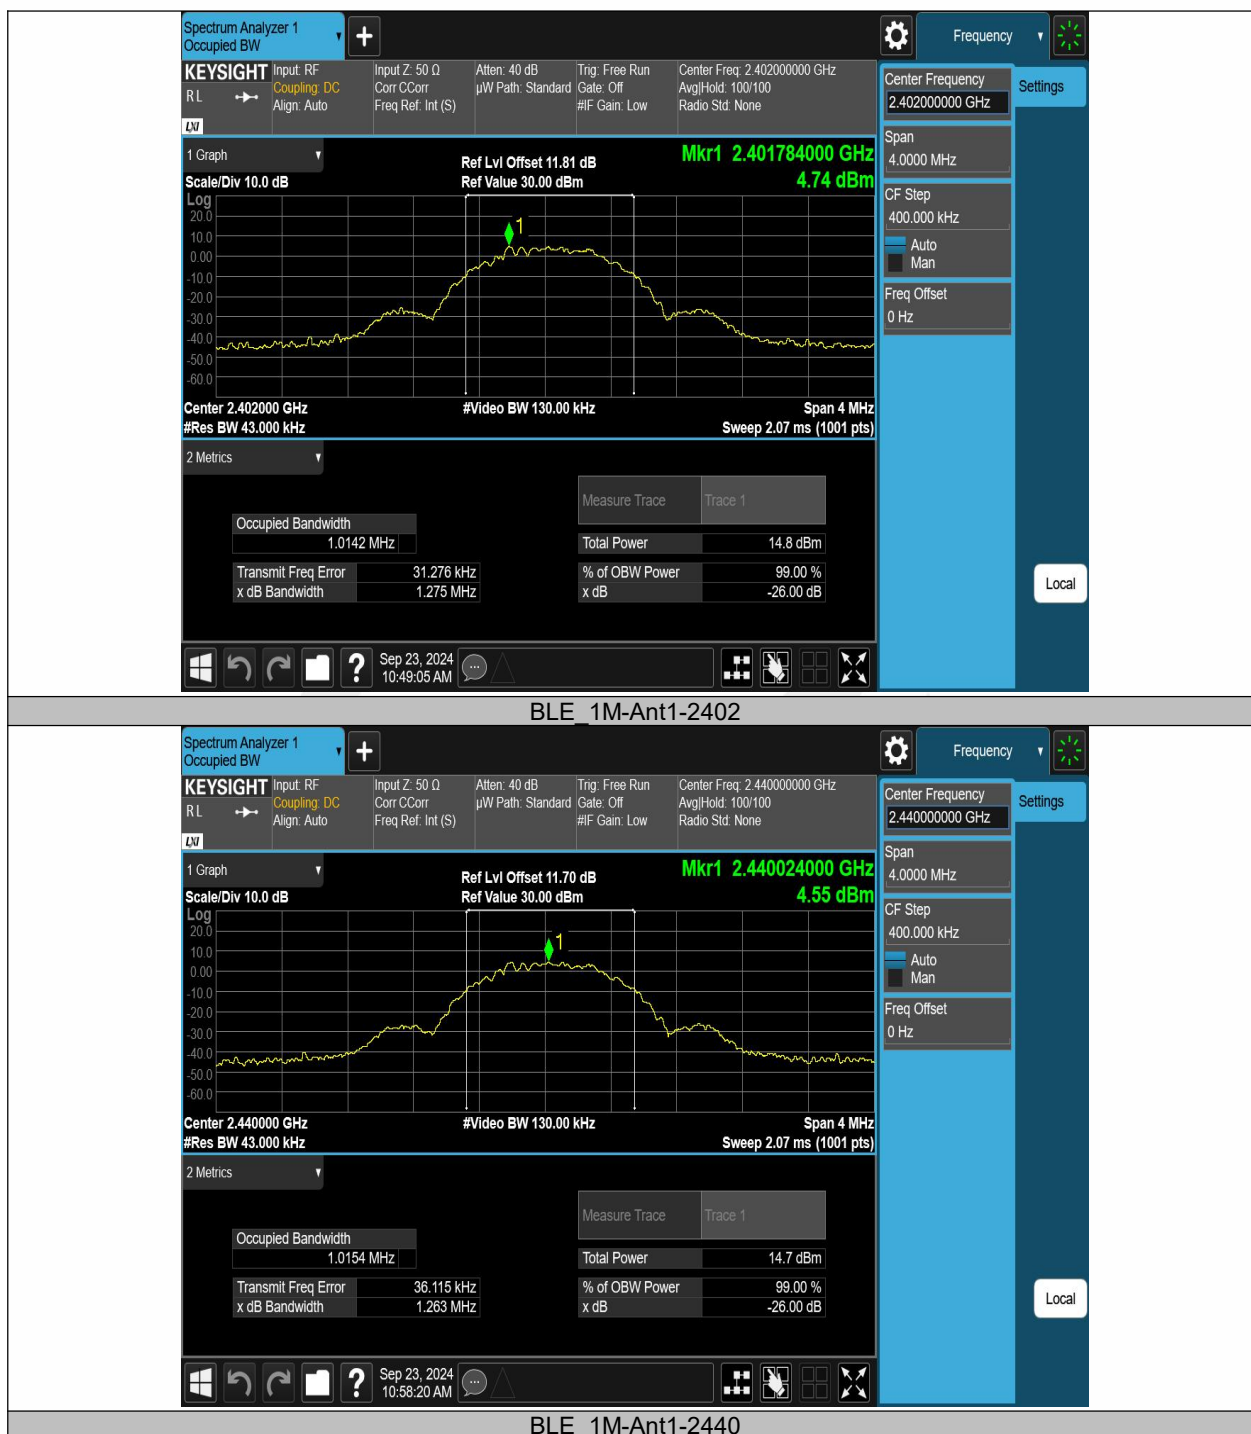 Spectrum Analyzer 1
Occupied BW
Frequency
KEYSIGHT
RL
LXI
Input: RF
Coupling: DC
Align: Auto
Input Z: 50 Ω
Corr CCorr
Freq Ref: Int (S)
Atten: 40 dB
µW Path: Standard
Trig: Free Run
Gate: Off
#IF Gain: Low
Center Freq: 2.402000000 GHz
Avg|Hold: 100/100
Radio Std: None
Center Frequency
2.402000000 GHz
Settings
Span
4.0000 MHz
CF Step
400.000 kHz
Auto
Man
Freq Offset
0 Hz
Local
1 Graph
Scale/Div 10.0 dB
Ref Lvl Offset 11.81 dB
Ref Value 30.00 dBm
Mkr1 2.401784000 GHz
4.74 dBm
Log
20.0
10.0
0.00
-10.0
-20.0
-30.0
-40.0
-50.0
-60.0
1
Center 2.402000 GHz
#Res BW 43.000 kHz
#Video BW 130.00 kHz
Span 4 MHz
Sweep 2.07 ms (1001 pts)
2 Metrics
Measure Trace Trace 1
Occupied Bandwidth
1.0142 MHz
Total Power 14.8 dBm
Transmit Freq Error 31.276 kHz
% of OBW Power 99.00 %
x dB Bandwidth 1.275 MHz
x dB -26.00 dB
Sep 23, 2024
10:49:05 AM
BLE_1M-Ant1-2402
Spectrum Analyzer 1
Occupied BW
Frequency
KEYSIGHT
RL
LXI
Input: RF
Coupling: DC
Align: Auto
Input Z: 50 Ω
Corr CCorr
Freq Ref: Int (S)
Atten: 40 dB
µW Path: Standard
Trig: Free Run
Gate: Off
#IF Gain: Low
Center Freq: 2.440000000 GHz
Avg|Hold: 100/100
Radio Std: None
Center Frequency
2.440000000 GHz
Settings
Span
4.0000 MHz
CF Step
400.000 kHz
Auto
Man
Freq Offset
0 Hz
Local
1 Graph
Scale/Div 10.0 dB
Ref Lvl Offset 11.70 dB
Ref Value 30.00 dBm
Mkr1 2.440024000 GHz
4.55 dBm
Log
20.0
10.0
0.00
-10.0
-20.0
-30.0
-40.0
-50.0
-60.0
1
Center 2.440000 GHz
#Res BW 43.000 kHz
#Video BW 130.00 kHz
Span 4 MHz
Sweep 2.07 ms (1001 pts)
2 Metrics
Measure Trace Trace 1
Occupied Bandwidth
1.0154 MHz
Total Power 14.7 dBm
Transmit Freq Error 36.115 kHz
% of OBW Power 99.00 %
x dB Bandwidth 1.263 MHz
x dB -26.00 dB
Sep 23, 2024
10:58:20 AM
BLE_1M-Ant1-2440